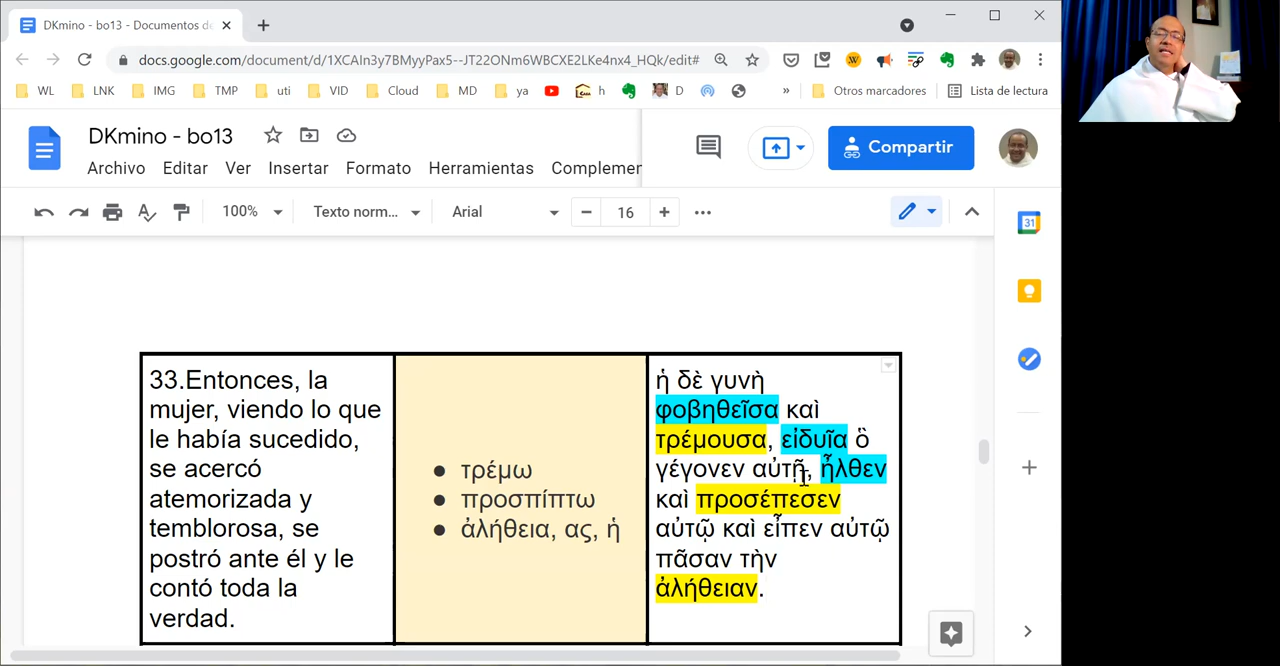 DKmino - bo13 - Documentos de
docs.google.com/document/d/1XCAIn3y7BMyyPax5--JT22ONm6WBCXE2LKe4nx4_HQk/edit#
WL LNK IMG TMP uti VID Cloud MD ya h D » Otros marcadores Lista de lectura
DKmino - bo13
Compartir
Archivo Editar Ver Insertar Formato Herramientas Complemen
100% Texto norm... Arial 16
31
33.Entonces, la
mujer, viendo lo que
le había sucedido,
se acercó
atemorizada y
temblorosa, se
postró ante él y le
contó toda la
verdad.
● τρέμω
● προσπίπτω
● ἀλήθεια, ας, ἡ
ἡ δὲ γυνὴ
φοβηθεῖσα καὶ
τρέμουσα, εἰδυῖα ὃ
γέγονεν αὐτῇ, ἦλθεν
καὶ προσέπεσεν
αὐτῷ καὶ εἶπεν αὐτῷ
πᾶσαν τὴν
ἀλήθειαν.